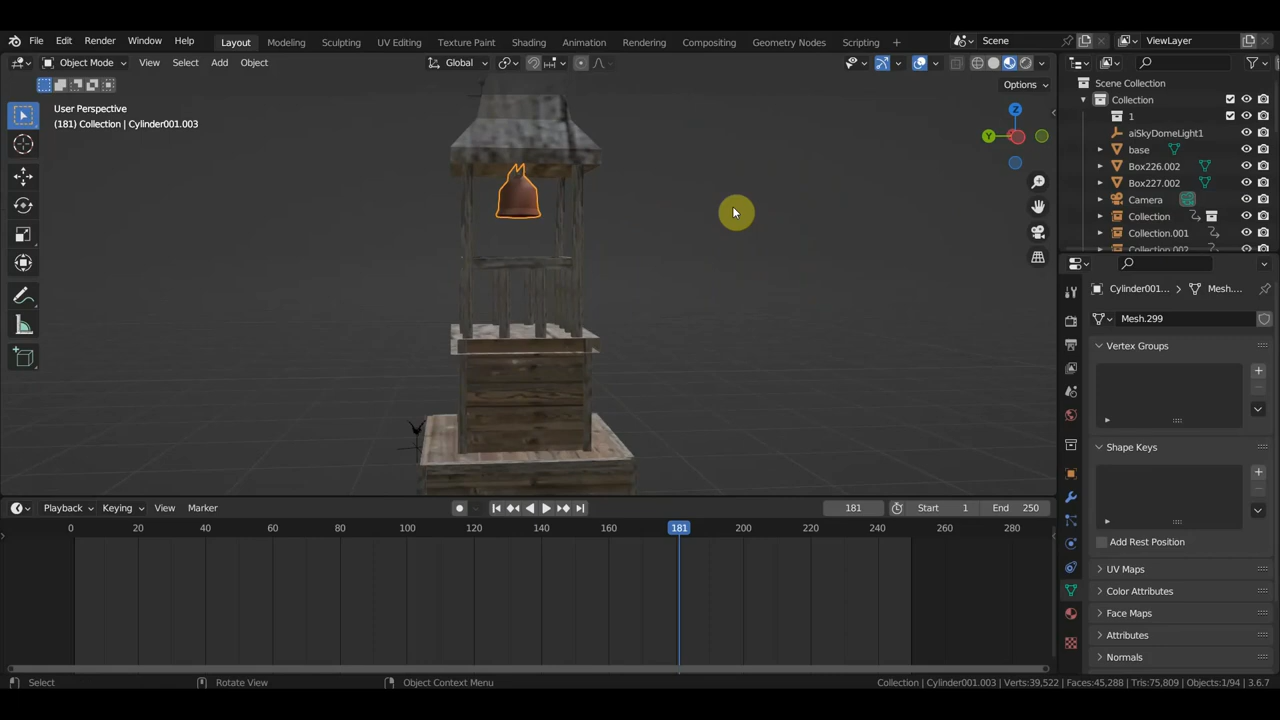 File Edit Render Window Help Layout Modeling Sculpting UV Editing Texture Paint Shading Animation Rendering Compositing Geometry Nodes Scripting + Scene ViewLayer
Object Mode View Select Add Object Global
Options
User Perspective
(181) Collection | Cylinder001.003
X
Y
Z
Scene Collection
Collection
1
aiSkyDomeLight1
base
Box226.002
Box227.002
Camera
Collection
Collection.001
Collection.002
Cylinder001... > Mesh....
Mesh.299
Vertex Groups
Shape Keys
Add Rest Position
UV Maps
Color Attributes
Face Maps
Attributes
Normals
Playback Keying View Marker 181 Start 1 End 250
0 20 40 60 80 100 120 140 160 181 200 220 240 260 280
Select Rotate View Object Context Menu Collection | Cylinder001.003 | Verts:39,522 | Faces:45,288 | Tris:75,809 | Objects:1/94 | 3.6.7